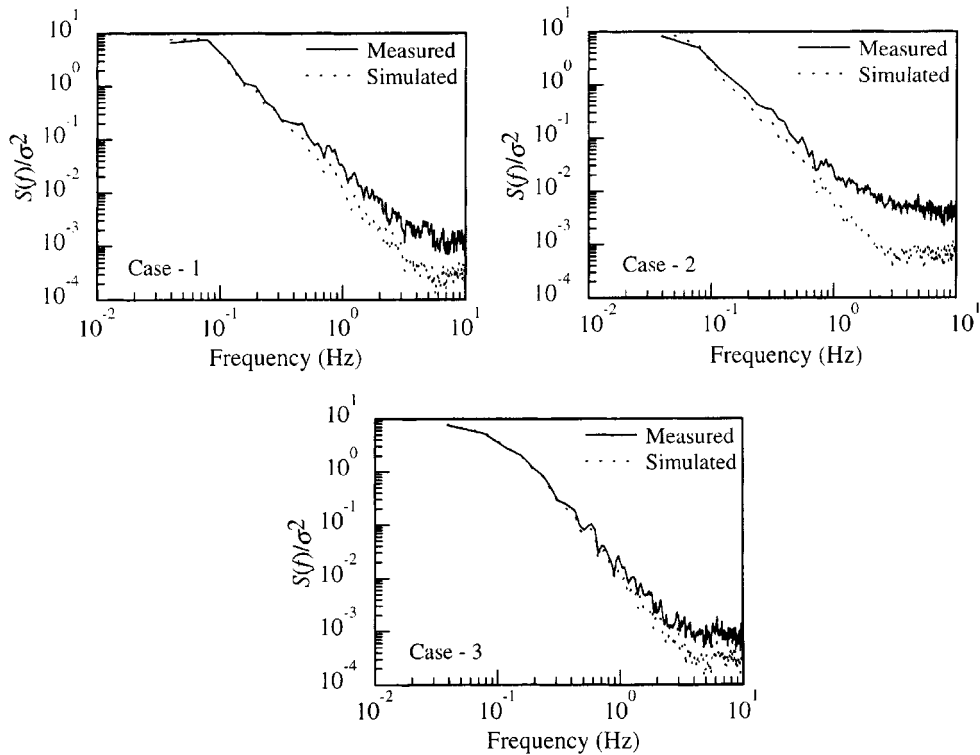 10^1
10^0
10^-1
10^-2
10^-3
10^-4
S(f)/σ^2
Measured
Simulated
Case - 1
10^-2
10^-1
10^0
10^1
Frequency (Hz)
10^1
10^0
10^-1
10^-2
10^-3
10^-4
S(f)/σ^2
Measured
Simulated
Case - 2
10^-2
10^-1
10^0
10^1
Frequency (Hz)
10^1
10^0
10^-1
10^-2
10^-3
10^-4
S(f)/σ^2
Measured
Simulated
Case - 3
10^-2
10^-1
10^0
10^1
Frequency (Hz)